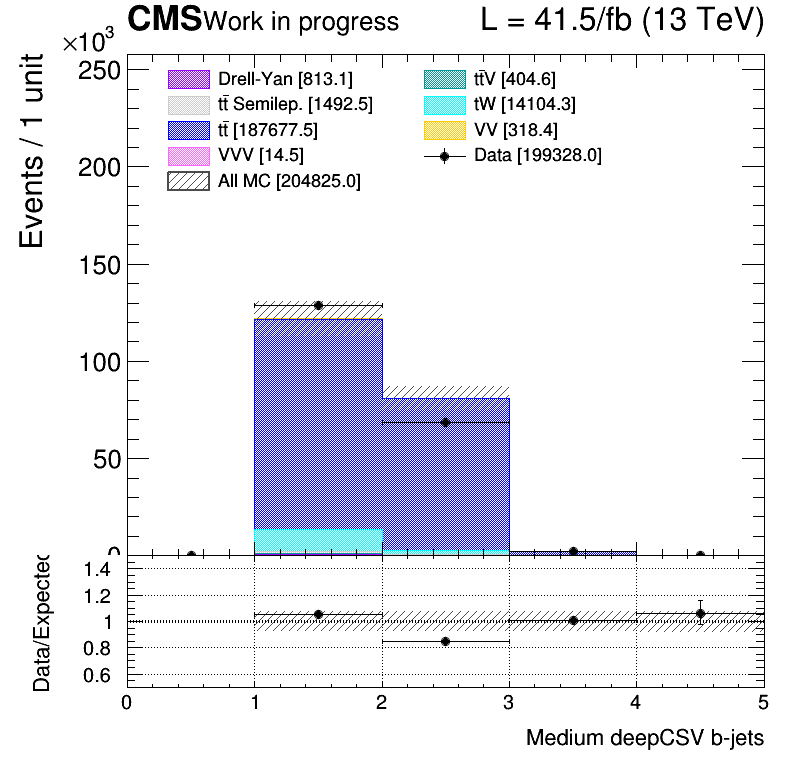 CMS Work in progress L = 41.5/fb (13 TeV)
×10³
Drell-Yan [813.1]
tt̄ Semilep. [1492.5]
tt̄ [187677.5]
VVV [14.5]
All MC [204825.0]
tt̄V [404.6]
tW [14104.3]
VV [318.4]
Data [199328.0]
Events / 1 unit
250
200
150
100
50
0
Data/Expected
1.4
1.2
1
0.8
0.6
0 1 2 3 4 5
Medium deepCSV b-jets